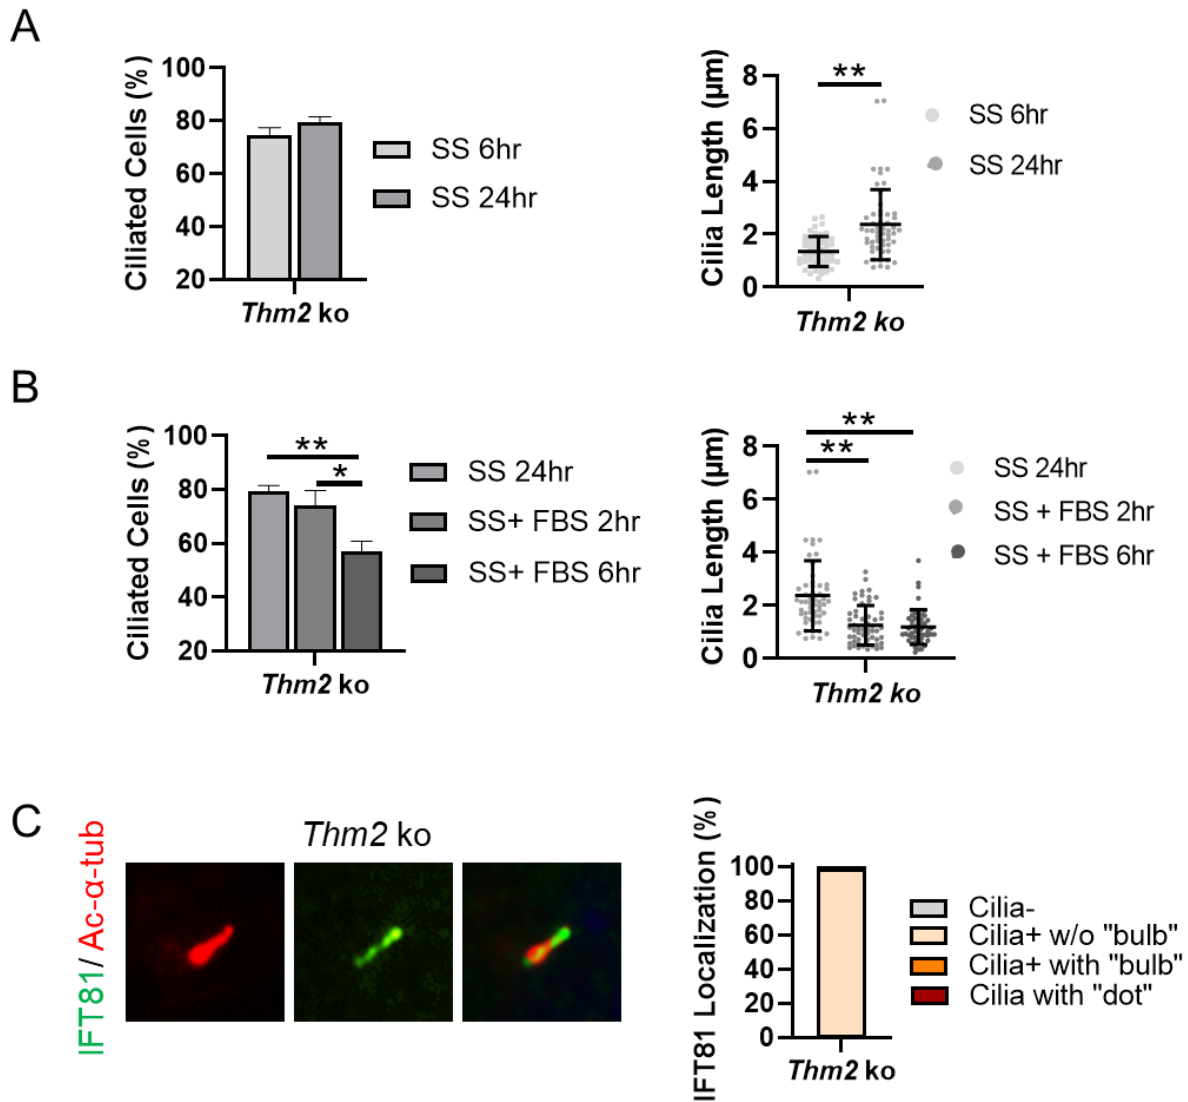 A
Ciliated Cells (%)
100
80
60
40
20
Thm2 ko
SS 6hr
SS 24hr
Cilia Length (µm)
8
6
4
2
0
**
Thm2 ko
SS 6hr
SS 24hr
B
Ciliated Cells (%)
100
80
60
40
20
**
*
Thm2 ko
SS 24hr
SS+ FBS 2hr
SS+ FBS 6hr
Cilia Length (µm)
8
6
4
2
0
**
**
Thm2 ko
SS 24hr
SS + FBS 2hr
SS + FBS 6hr
C
IFT81/ Ac-α-tub
Thm2 ko
IFT81 Localization (%)
100
80
60
40
20
0
Thm2 ko
Cilia-
Cilia+ w/o "bulb"
Cilia+ with "bulb"
Cilia with "dot"